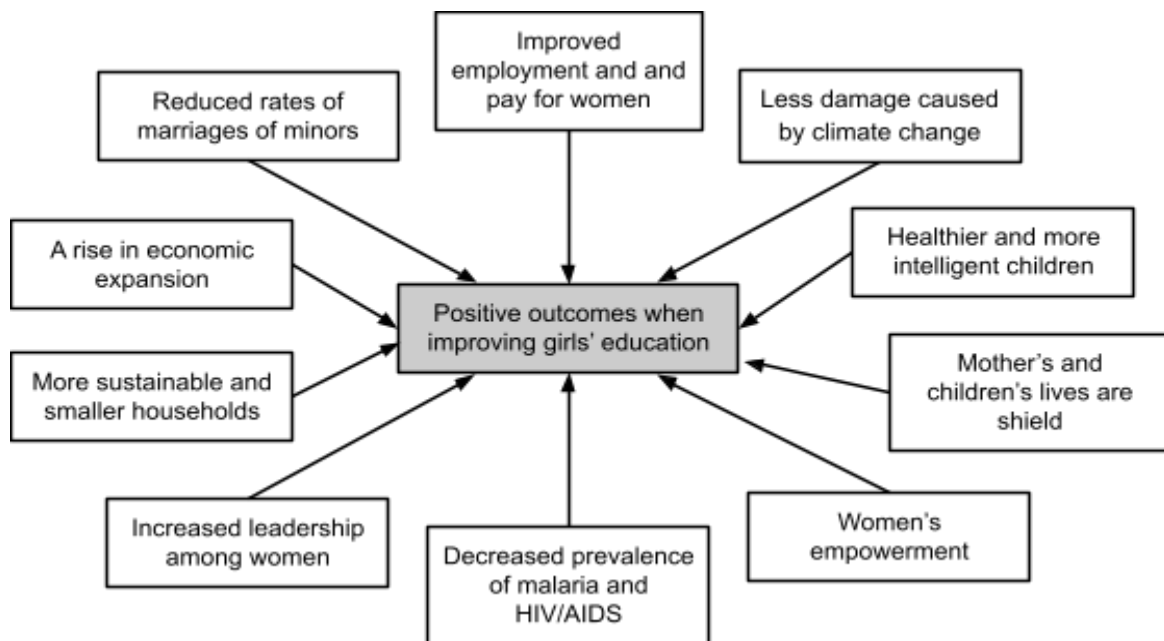 Improved
employment and and
pay for women
Reduced rates of
marriages of minors
Less damage caused
by climate change
A rise in economic
expansion
Healthier and more
intelligent children
Positive outcomes when
improving girls' education
More sustainable and
smaller households
Mother's and
children's lives are
shield
Increased leadership
among women
Decreased prevalence
of malaria and
HIV/AIDS
Women's
empowerment